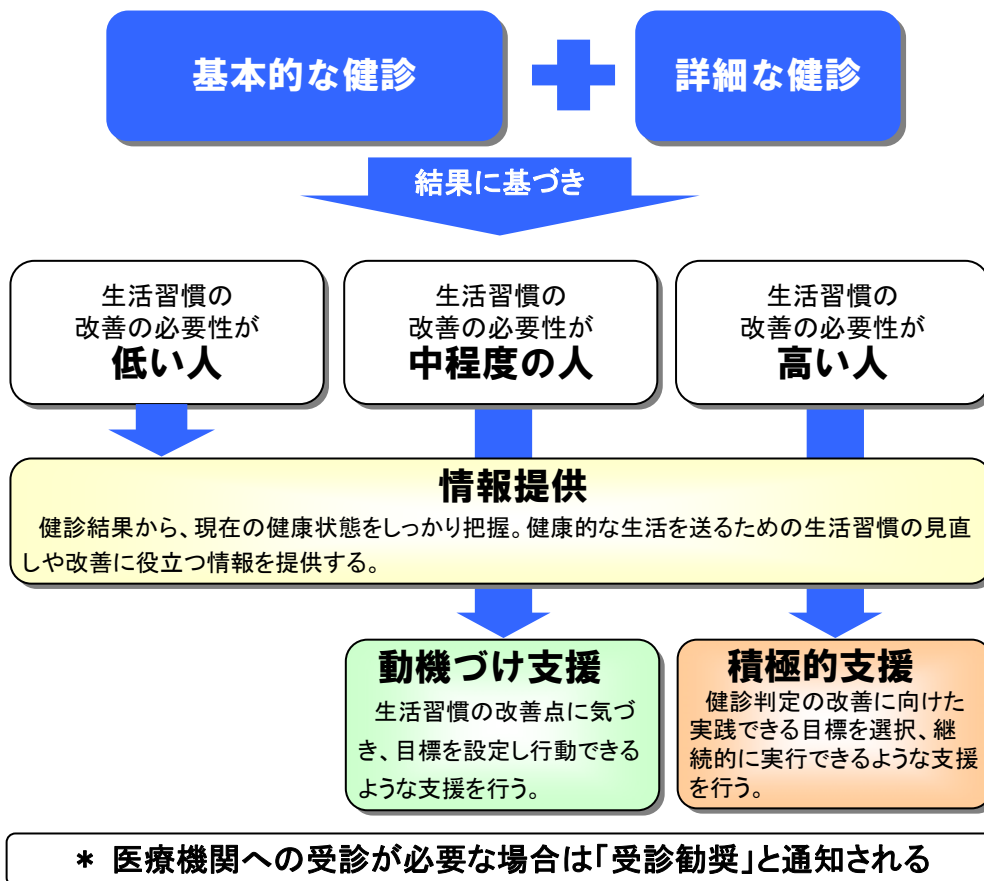 基本的な健診
詳細な健診
結果に基づき
生活習慣の
改善の必要性が
低い人
生活習慣の
改善の必要性が
中程度の人
生活習慣の
改善の必要性が
高い人
情報提供
健診結果から、現在の健康状態をしっかり把握。健康的な生活を送るための生活習慣の見直
しや改善に役立つ情報を提供する。
動機づけ支援
生活習慣の改善点に気づ
き、目標を設定し行動できる
ような支援を行う。
積極的支援
健診判定の改善に向けた
実践できる目標を選択、継
続的に実行できるような支援
を行う。
* 医療機関への受診が必要な場合は「受診勧奨」と通知される